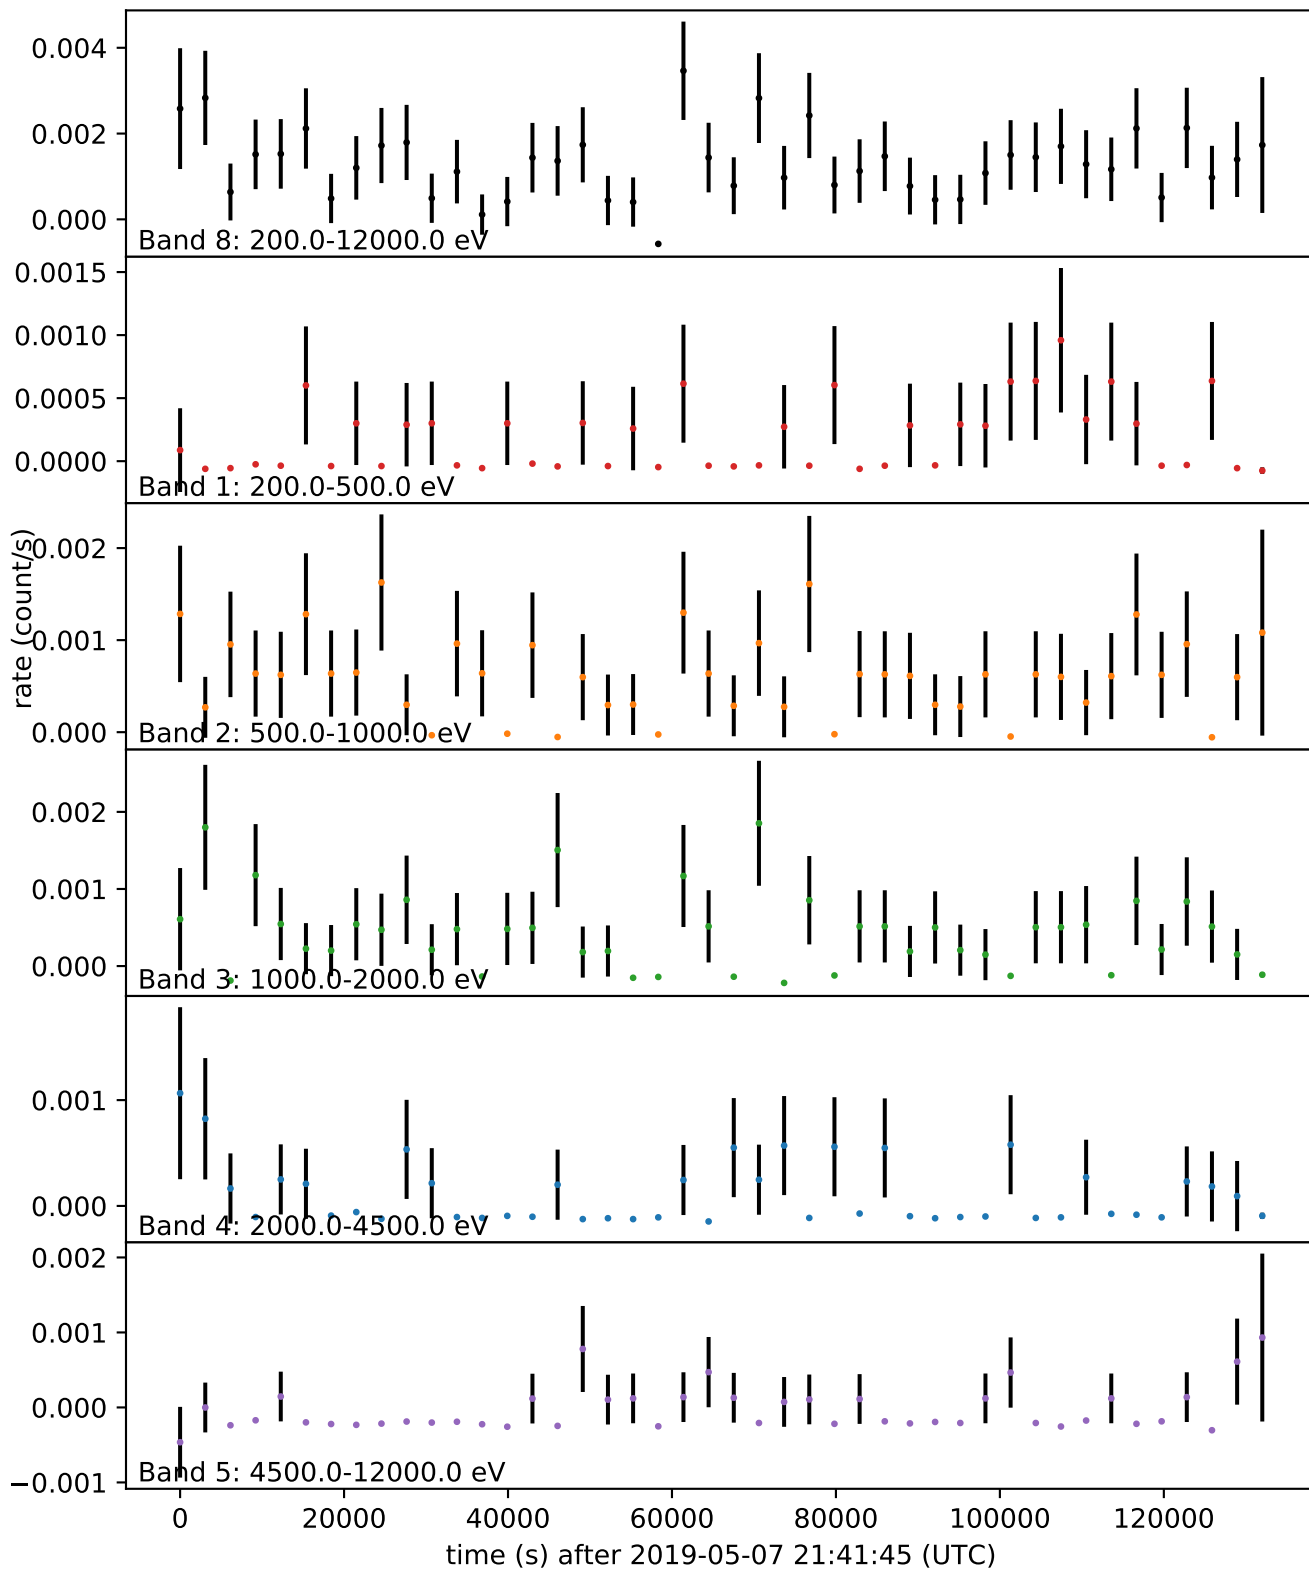 0.004
0.002
0.000
Band 8: 200.0-12000.0 eV
0.0015
0.0010
0.0005
0.0000
Band 1: 200.0-500.0 eV
rate (count/s)
0.002
0.001
0.000
Band 2: 500.0-1000.0 eV
0.002
0.001
0.000
Band 3: 1000.0-2000.0 eV
0.001
0.000
Band 4: 2000.0-4500.0 eV
0.002
0.001
0.000
−0.001
Band 5: 4500.0-12000.0 eV
0 20000 40000 60000 80000 100000 120000
time (s) after 2019-05-07 21:41:45 (UTC)